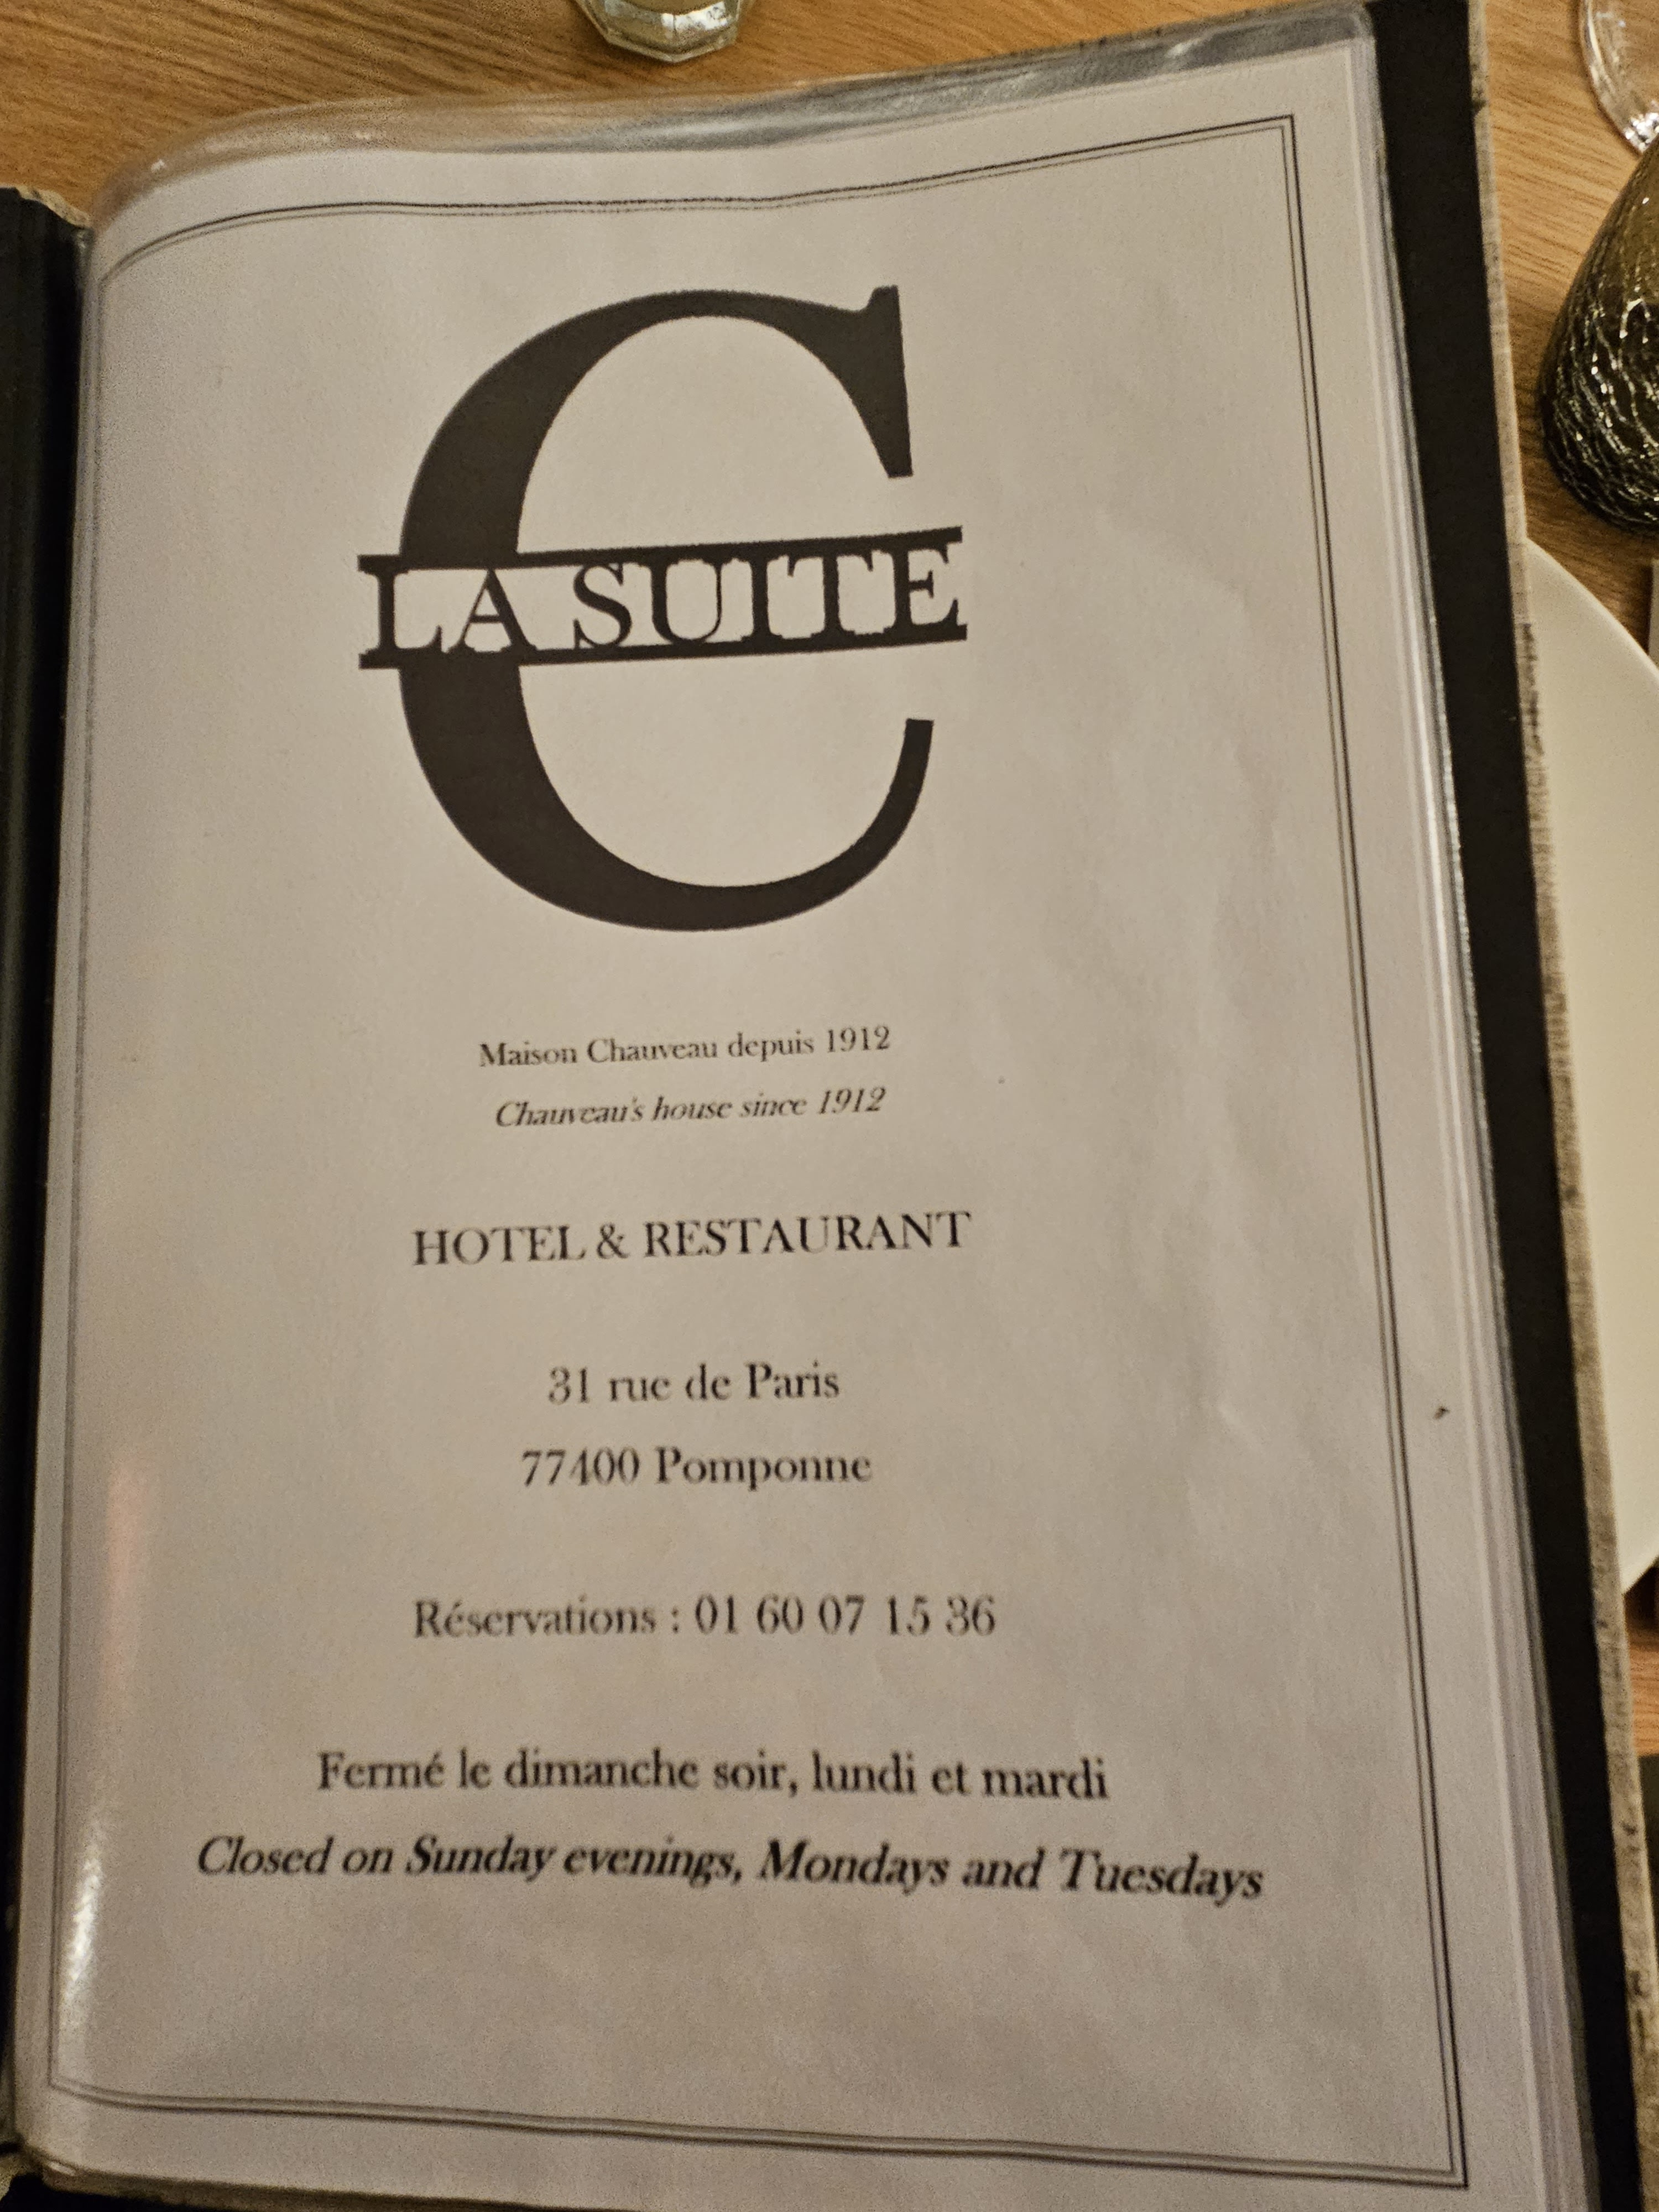 C
LA SUITE
Maison Chauveau depuis 1912
Chauveau's house since 1912
HOTEL & RESTAURANT
31 rue de Paris
77400 Pomponne
Réservations : 01 60 07 15 36
Fermé le dimanche soir, lundi et mardi
Closed on Sunday evenings, Mondays and Tuesdays